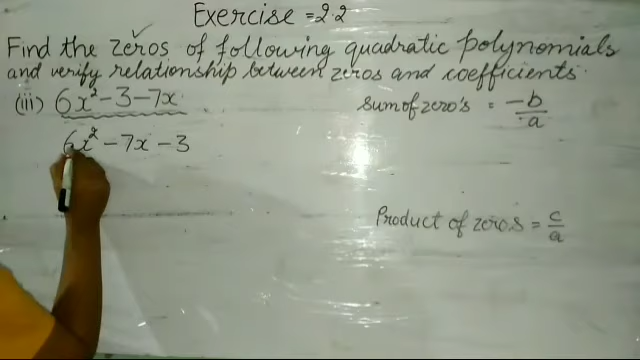 Exercise = 2.2
Find the zeros of following quadratic polynomials
and verify relationship between zeros and coefficients.
(iii) 6x² - 3 - 7x
sum of zero's = -b/a
6x² - 7x - 3
Product of zeros = c/a